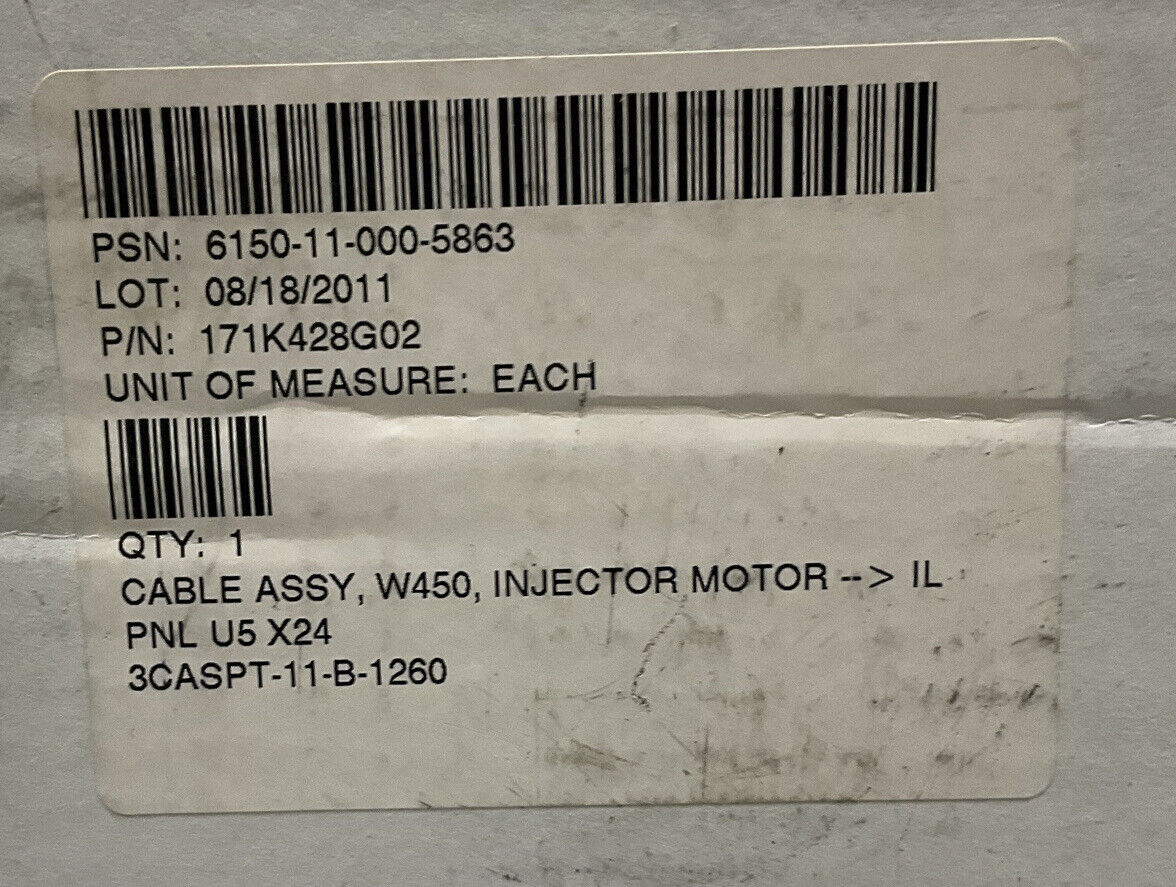 PSN: 6150-11-000-5863
LOT: 08/18/2011
P/N: 171K428G02
UNIT OF MEASURE: EACH
QTY: 1
CABLE ASSY, W450, INJECTOR MOTOR --> IL
PNL U5 X24
3CASPT-11-B-1260